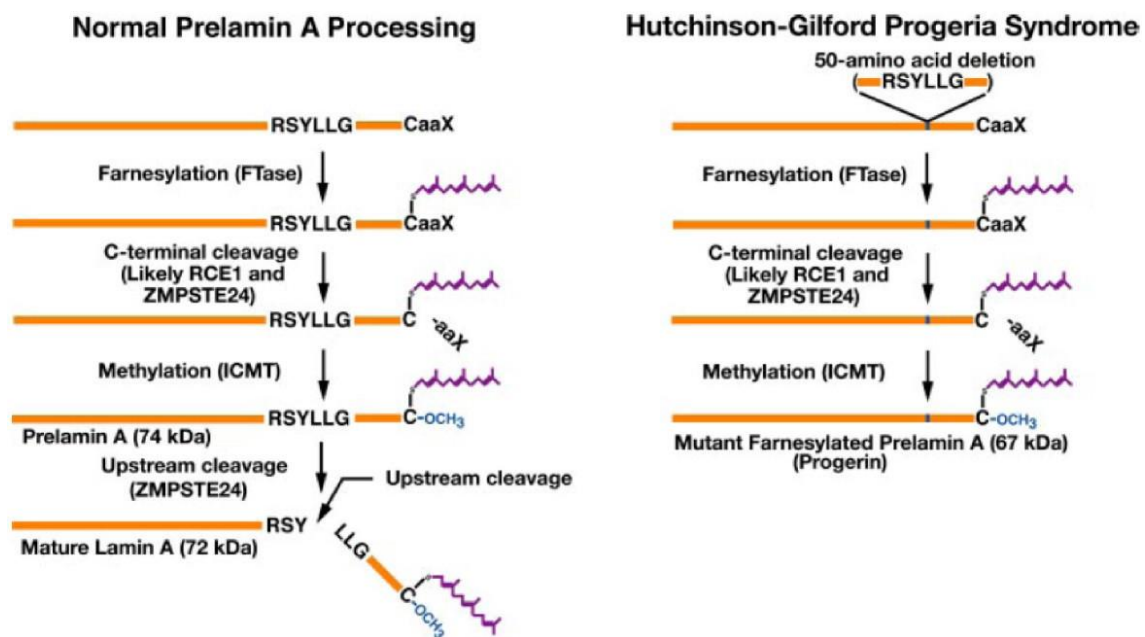 Normal Prelamin A Processing
RSYLLG CaaX
Farnesylation (FTase)
S
RSYLLG CaaX
C-terminal cleavage
(Likely RCE1 and
ZMPSTE24)
S
RSYLLG C -aaX
Methylation (ICMT)
S
RSYLLG C-OCH3
Prelamin A (74 kDa)
Upstream cleavage
(ZMPSTE24)
Upstream cleavage
RSY
Mature Lamin A (72 kDa)
LLG
S
C-OCH3
Hutchinson-Gilford Progeria Syndrome
50-amino acid deletion
(RSYLLG)
CaaX
Farnesylation (FTase)
S
CaaX
C-terminal cleavage
(Likely RCE1 and
ZMPSTE24)
S
C -aaX
Methylation (ICMT)
S
C-OCH3
Mutant Farnesylated Prelamin A (67 kDa)
(Progerin)